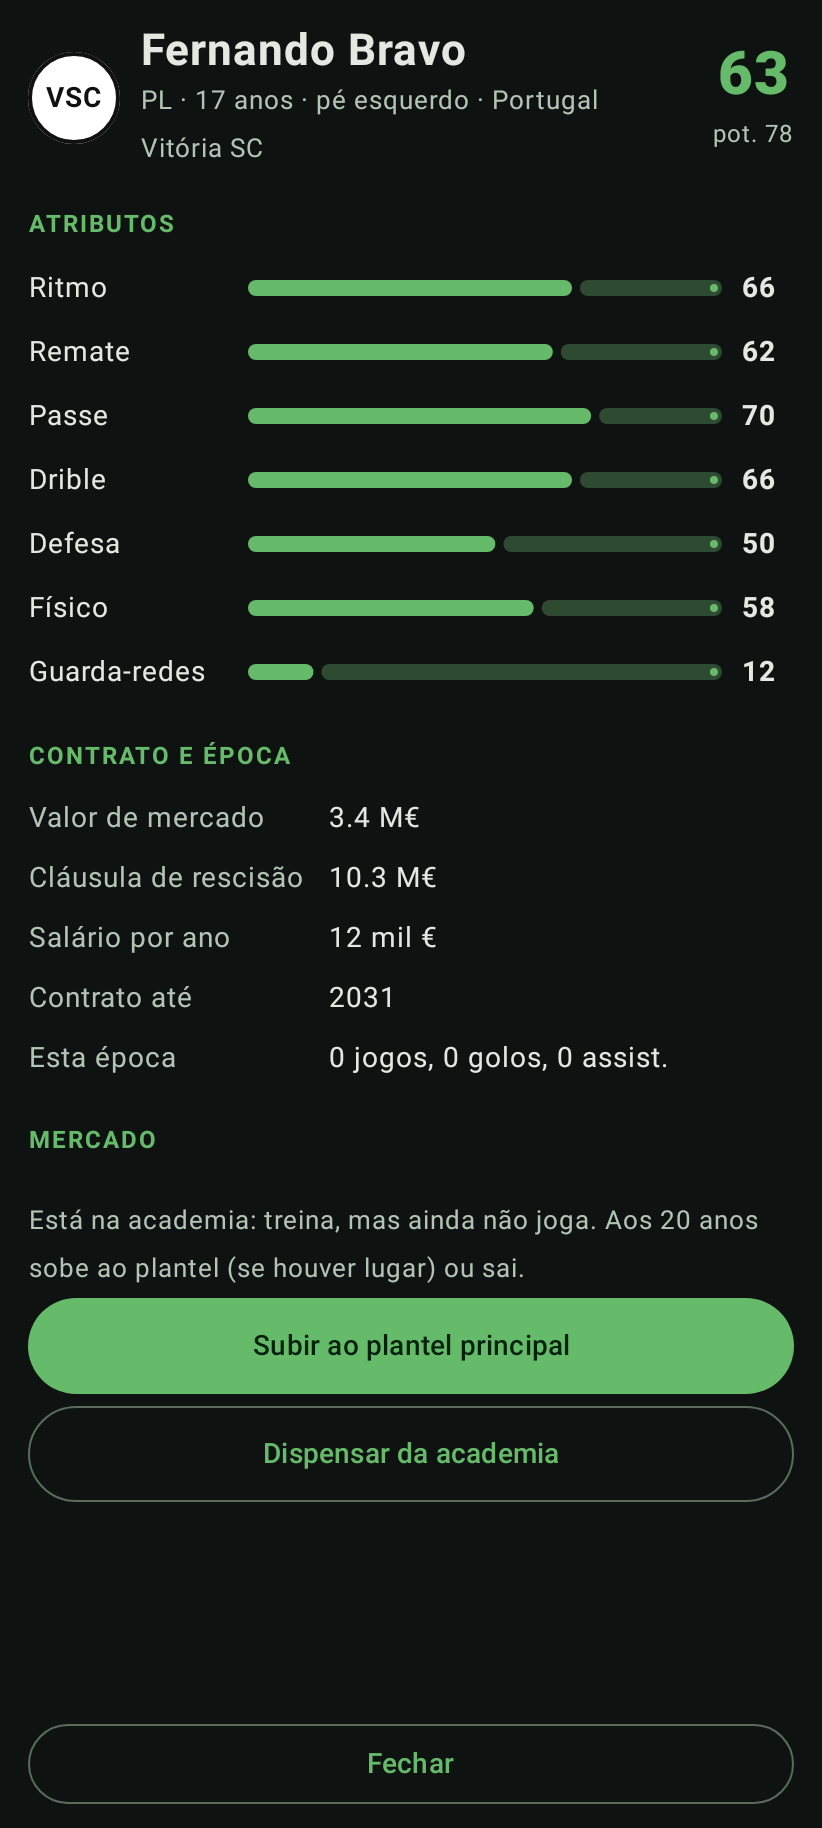 VSC
Fernando Bravo
PL · 17 anos · pé esquerdo · Portugal
Vitória SC
63
pot. 78
ATRIBUTOS
Ritmo 66
Remate 62
Passe 70
Drible 66
Defesa 50
Físico 58
Guarda-redes 12
CONTRATO E ÉPOCA
Valor de mercado 3.4 M€
Cláusula de rescisão 10.3 M€
Salário por ano 12 mil €
Contrato até 2031
Esta época 0 jogos, 0 golos, 0 assist.
MERCADO
Está na academia: treina, mas ainda não joga. Aos 20 anos
sobe ao plantel (se houver lugar) ou sai.
Subir ao plantel principal
Dispensar da academia
Fechar